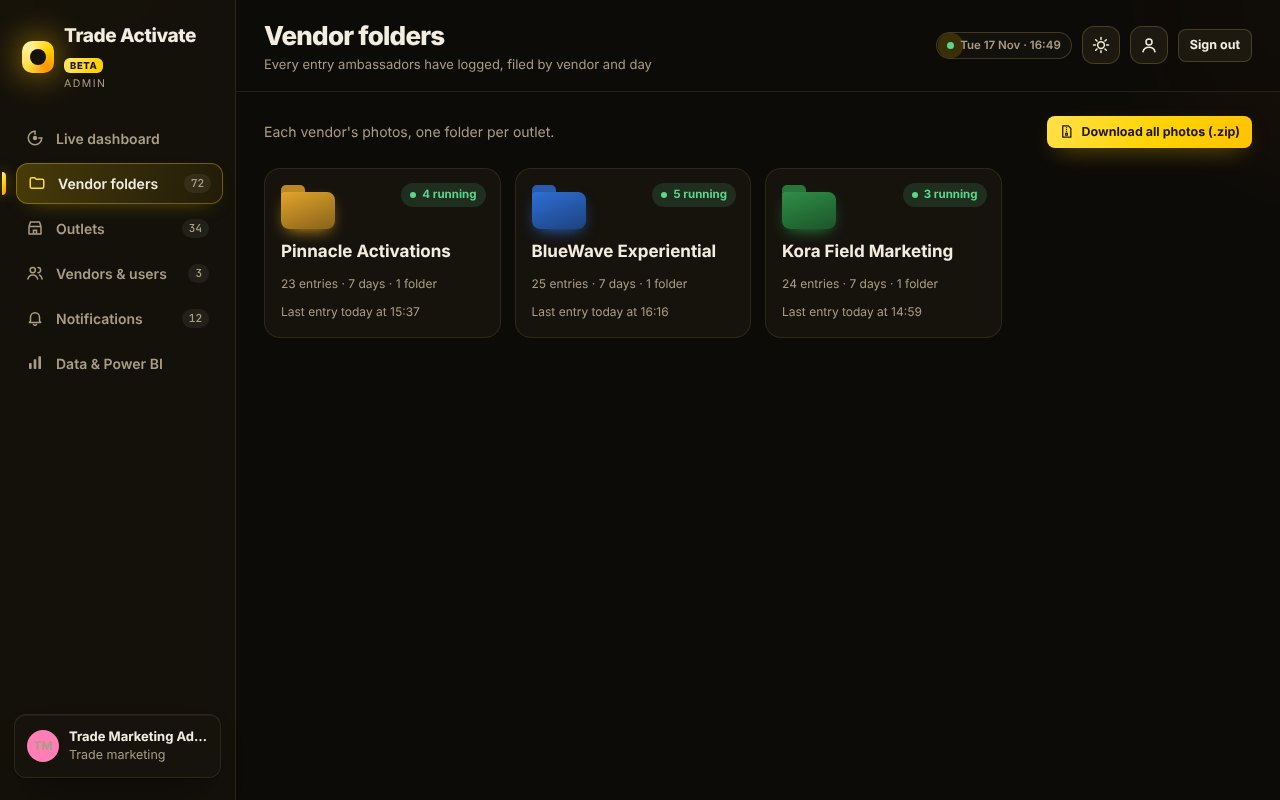 Trade Activate
BETA
ADMIN
Live dashboard
Vendor folders 72
Outlets 34
Vendors & users 3
Notifications 12
Data & Power BI
TM
Trade Marketing Ad...
Trade marketing
Vendor folders
Every entry ambassadors have logged, filed by vendor and day
Tue 17 Nov · 16:49
Sign out
Each vendor's photos, one folder per outlet.
Download all photos (.zip)
4 running
Pinnacle Activations
23 entries · 7 days · 1 folder
Last entry today at 15:37
5 running
BlueWave Experiential
25 entries · 7 days · 1 folder
Last entry today at 16:16
3 running
Kora Field Marketing
24 entries · 7 days · 1 folder
Last entry today at 14:59